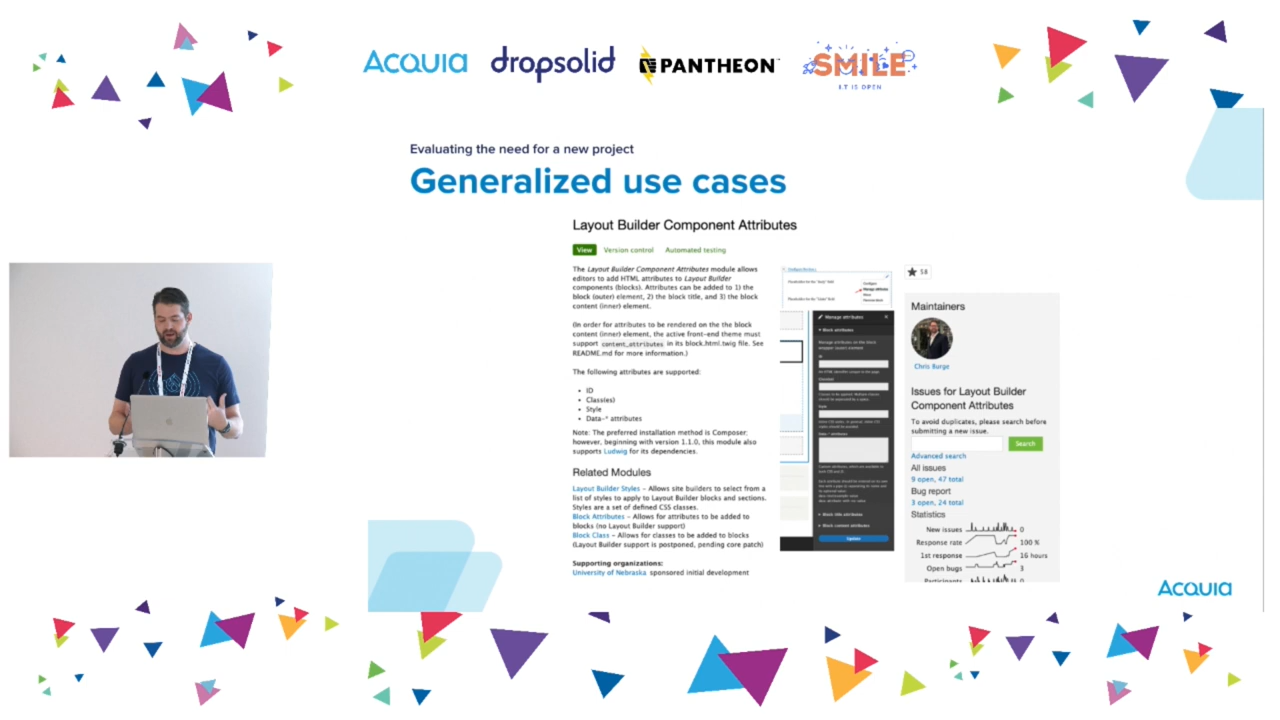 Acquia
dropsolid
PANTHEON
SMILE
I.T IS OPEN
Evaluating the need for a new project
Generalized use cases
Layout Builder Component Attributes
View Version control Automated testing
The Layout Builder Component Attributes module allows
editors to add HTML attributes to Layout Builder
components (blocks). Attributes can be added to 1) the
block (outer) element, 2) the block title, and 3) the block
content (inner) element.
(In order for attributes to be rendered on the the block
content (inner) element, the active front-end theme must
support content_attributes in its block.html.twig file. See
README.md for more information.)
The following attributes are supported:
• ID
• Class(es)
• Style
• Data-* attributes
Note: The preferred installation method is Composer;
however, beginning with version 1.1.0, this module also
supports Ludwig for its dependencies.
Related Modules
Layout Builder Styles - Allows site builders to select from a
list of styles to apply to Layout Builder blocks and sections.
Styles are a set of defined CSS classes.
Block Attributes - Allows for attributes to be added to
blocks (no Layout Builder support)
Block Class - Allows for classes to be added to blocks
(Layout Builder support is postponed, pending core patch)
Supporting organizations:
University of Nebraska sponsored initial development
Manage attributes
Block attributes
Block title attributes
Block content attributes
Update
58
Maintainers
Chris Burge
Issues for Layout Builder
Component Attributes
To avoid duplicates, please search before
submitting a new issue.
Search
Advanced search
All issues
9 open, 47 total
Bug report
3 open, 24 total
Statistics
New issues 0
Response rate 100 %
1st response 16 hours
Open bugs 3
Participants 0
Acquia